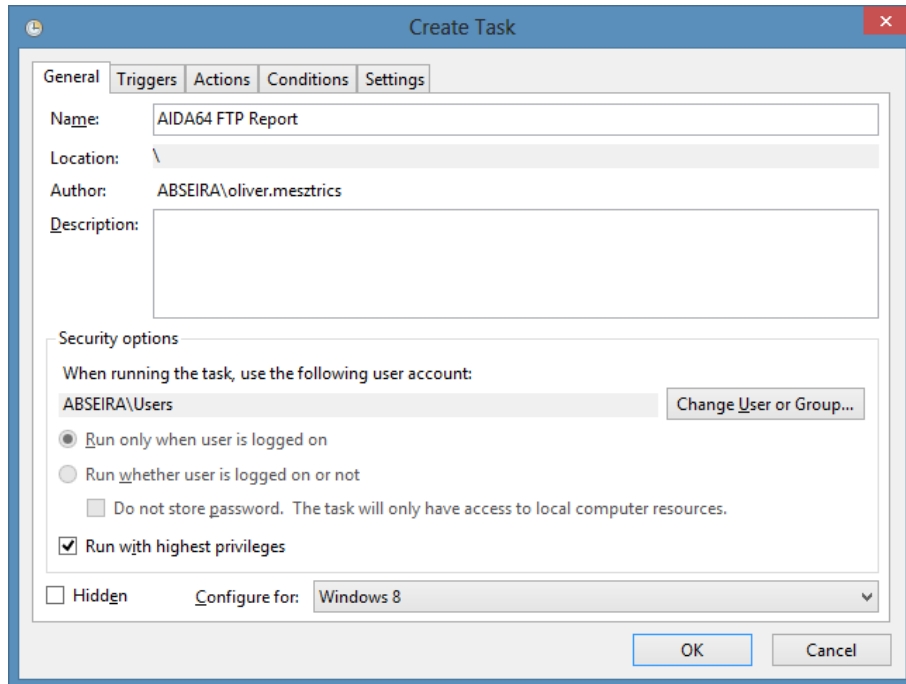 Create Task
General Triggers Actions Conditions Settings
Name: AIDA64 FTP Report
Location: \
Author: ABSEIRA\oliver.mesztrics
Description:
Security options
When running the task, use the following user account:
ABSEIRA\Users Change User or Group...
Run only when user is logged on
Run whether user is logged on or not
Do not store password. The task will only have access to local computer resources.
Run with highest privileges
Hidden Configure for: Windows 8
OK Cancel